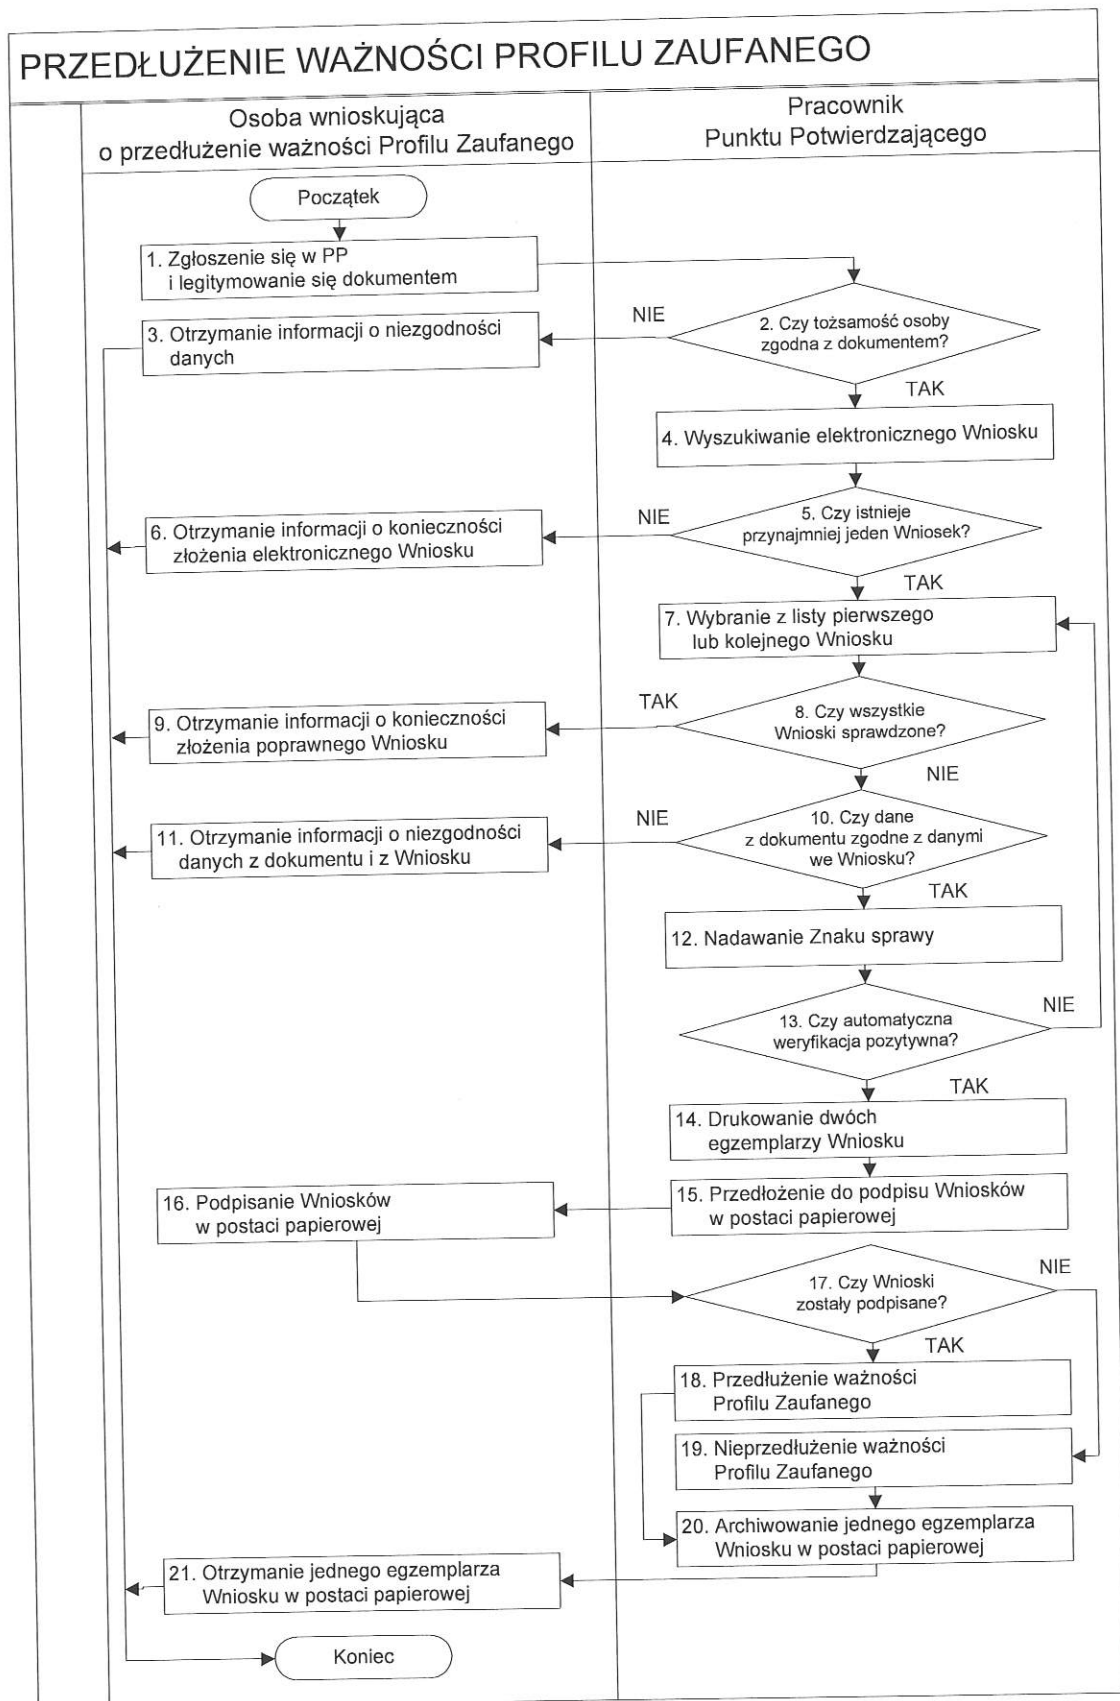 PRZEDŁUŻENIE WAŻNOŚCI PROFILU ZAUFANEGO
Osoba wnioskująca
o przedłużenie ważności Profilu Zaufanego
Pracownik
Punktu Potwierdzającego
Początek
1. Zgłoszenie się w PP
i legitymowanie się dokumentem
2. Czy tożsamość osoby
zgodna z dokumentem?
NIE
TAK
3. Otrzymanie informacji o niezgodności
danych
4. Wyszukiwanie elektronicznego Wniosku
5. Czy istnieje
przynajmniej jeden Wniosek?
NIE
TAK
6. Otrzymanie informacji o konieczności
złożenia elektronicznego Wniosku
7. Wybranie z listy pierwszego
lub kolejnego Wniosku
8. Czy wszystkie
Wnioski sprawdzone?
TAK
NIE
9. Otrzymanie informacji o konieczności
złożenia poprawnego Wniosku
10. Czy dane
z dokumentu zgodne z danymi
we Wniosku?
NIE
TAK
11. Otrzymanie informacji o niezgodności
danych z dokumentu i z Wniosku
12. Nadawanie Znaku sprawy
13. Czy automatyczna
weryfikacja pozytywna?
NIE
TAK
14. Drukowanie dwóch
egzemplarzy Wniosku
15. Przedłożenie do podpisu Wniosków
w postaci papierowej
16. Podpisanie Wniosków
w postaci papierowej
17. Czy Wnioski
zostały podpisane?
NIE
TAK
18. Przedłużenie ważności
Profilu Zaufanego
19. Nieprzedłużenie ważności
Profilu Zaufanego
20. Archiwowanie jednego egzemplarza
Wniosku w postaci papierowej
21. Otrzymanie jednego egzemplarza
Wniosku w postaci papierowej
Koniec